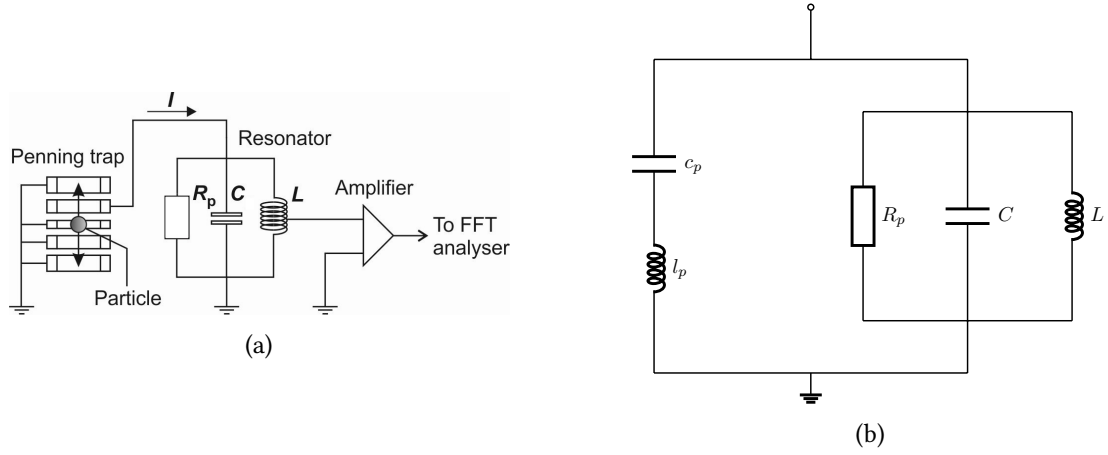 I
Resonator
Penning trap
Rp C L
Amplifier
To FFT
analyser
Particle
(a)
cp
lp
Rp
C
L
(b)